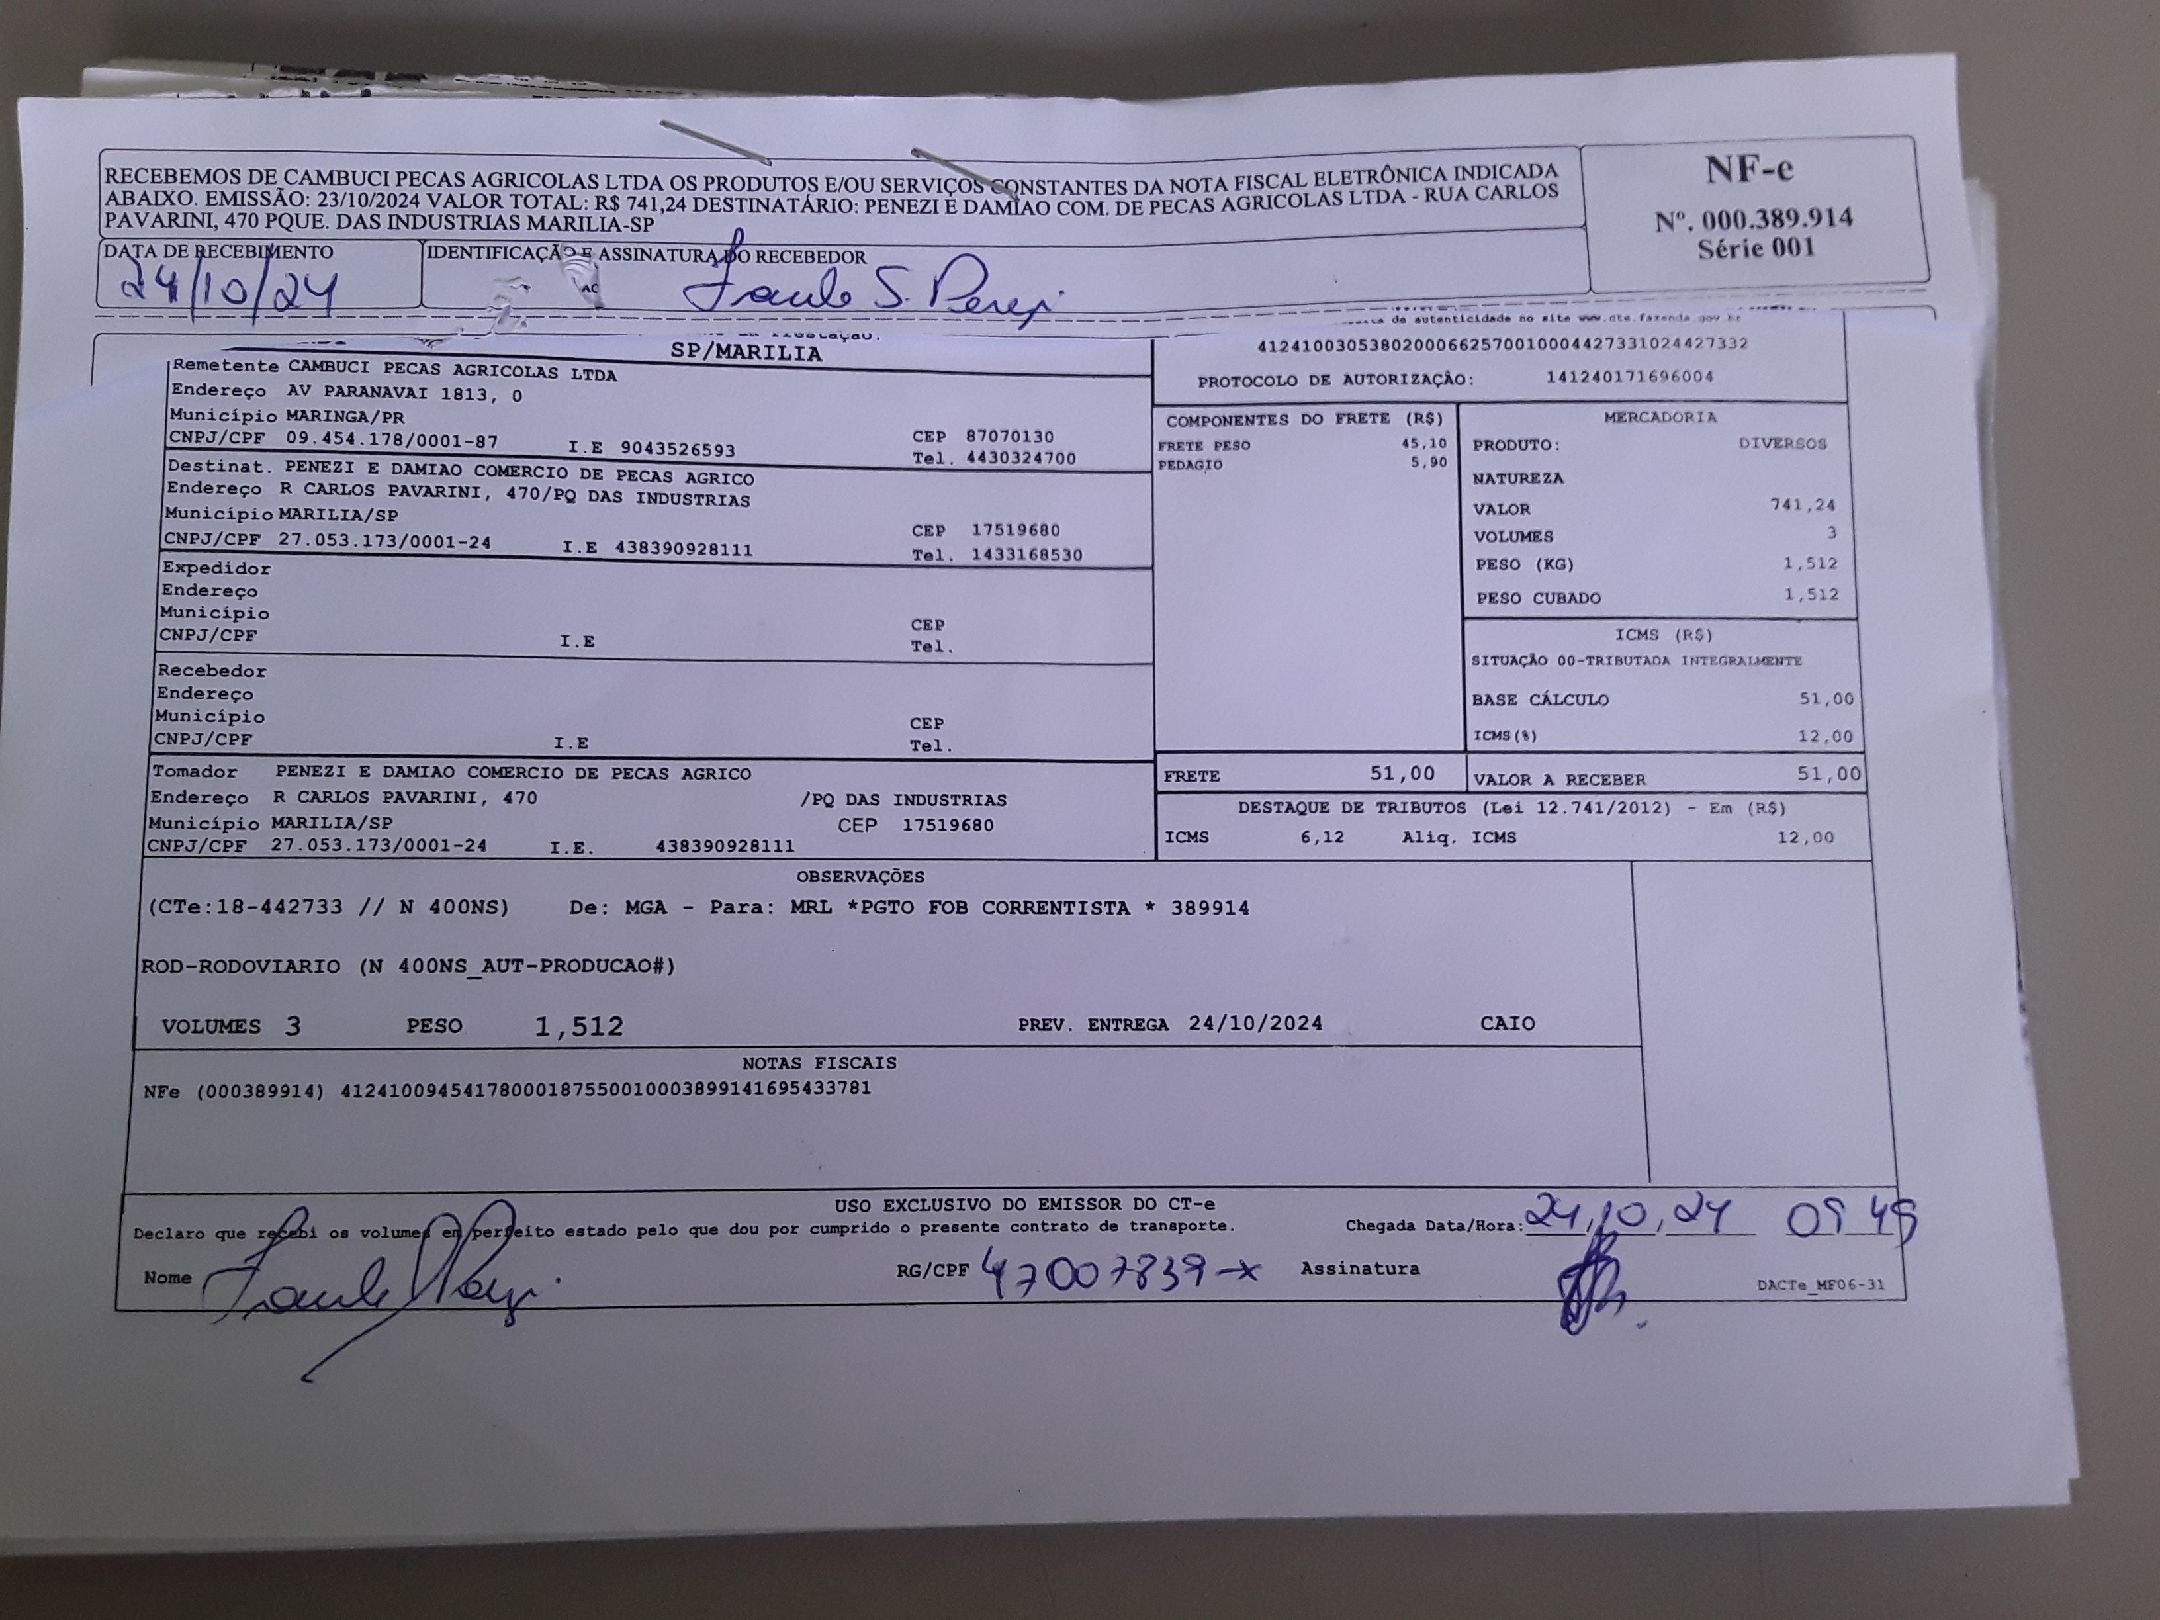 RECEBEMOS DE CAMBUCI PECAS AGRICOLAS LTDA OS PRODUTOS E/OU SERVIÇOS CONSTANTES DA NOTA FISCAL ELETRÔNICA INDICADA
ABAIXO. EMISSÃO: 23/10/2024 VALOR TOTAL: R$ 741,24 DESTINATÁRIO: PENEZI E DAMIAO COM. DE PECAS AGRICOLAS LTDA - RUA CARLOS
PAVARINI, 470 PQUE. DAS INDUSTRIAS MARILIA-SP
NF-e
Nº. 000.389.914
Série 001
DATA DE RECEBIMENTO
24/10/24
IDENTIFICAÇÃO E ASSINATURA DO RECEBEDOR
de autenticidade no site www.cte.fazenda.gov.br
SP/MARILIA
41241003053802000662570010004427331024427332
PROTOCOLO DE AUTORIZAÇÃO: 141240171696004
Remetente CAMBUCI PECAS AGRICOLAS LTDA
Endereço AV PARANAVAI 1813, 0
Município MARINGA/PR
CNPJ/CPF 09.454.178/0001-87 I.E 9043526593
CEP 87070130
Tel. 4430324700
Destinat. PENEZI E DAMIAO COMERCIO DE PECAS AGRICO
Endereço R CARLOS PAVARINI, 470/PQ DAS INDUSTRIAS
Município MARILIA/SP
CNPJ/CPF 27.053.173/0001-24 I.E 438390928111
CEP 17519680
Tel. 1433168530
Expedidor
Endereço
Município
CNPJ/CPF I.E
CEP
Tel.
Recebedor
Endereço
Município
CNPJ/CPF I.E
CEP
Tel.
Tomador PENEZI E DAMIAO COMERCIO DE PECAS AGRICO
Endereço R CARLOS PAVARINI, 470 /PQ DAS INDUSTRIAS
Município MARILIA/SP CEP 17519680
CNPJ/CPF 27.053.173/0001-24 I.E. 438390928111
COMPONENTES DO FRETE (R$)
FRETE PESO 45,10
PEDAGIO 5,90
MERCADORIA
PRODUTO: DIVERSOS
NATUREZA
VALOR 741,24
VOLUMES 3
PESO (KG) 1,512
PESO CUBADO 1,512
ICMS (R$)
SITUAÇÃO 00-TRIBUTADA INTEGRALMENTE
BASE CÁLCULO 51,00
ICMS(%) 12,00
FRETE 51,00
VALOR A RECEBER 51,00
DESTAQUE DE TRIBUTOS (Lei 12.741/2012) - Em (R$)
ICMS 6,12 Aliq. ICMS 12,00
OBSERVAÇÕES
(CTe:18-442733 // N 400NS) De: MGA - Para: MRL *PGTO FOB CORRENTISTA * 389914
ROD-RODOVIARIO (N 400NS_AUT-PRODUCAO#)
VOLUMES 3 PESO 1,512 PREV. ENTREGA 24/10/2024 CAIO
NOTAS FISCAIS
NFe (000389914) 41241009454178000187550010003899141695433781
USO EXCLUSIVO DO EMISSOR DO CT-e
Declaro que recebi os volumes em perfeito estado pelo que dou por cumprido o presente contrato de transporte. Chegada Data/Hora: 24/10/24
Nome RG/CPF 47007839-x Assinatura
DACTe_MF06-31